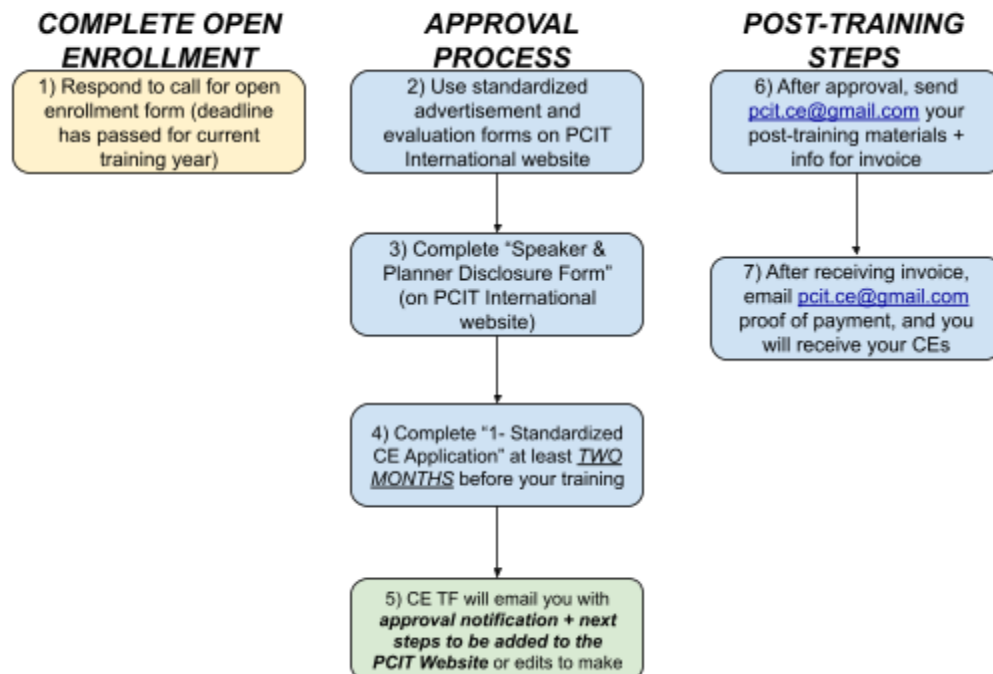 COMPLETE OPEN
ENROLLMENT
1) Respond to call for open
enrollment form (deadline
has passed for current
training year)
APPROVAL
PROCESS
2) Use standardized
advertisement and
evaluation forms on PCIT
International website
3) Complete “Speaker &
Planner Disclosure Form”
(on PCIT International
website)
4) Complete “1- Standardized
CE Application” at least TWO
MONTHS before your training
5) CE TF will email you with
approval notification + next
steps to be added to the
PCIT Website or edits to make
POST-TRAINING
STEPS
6) After approval, send
pcit.ce@gmail.com your
post-training materials +
info for invoice
7) After receiving invoice,
email pcit.ce@gmail.com
proof of payment, and you
will receive your CEs